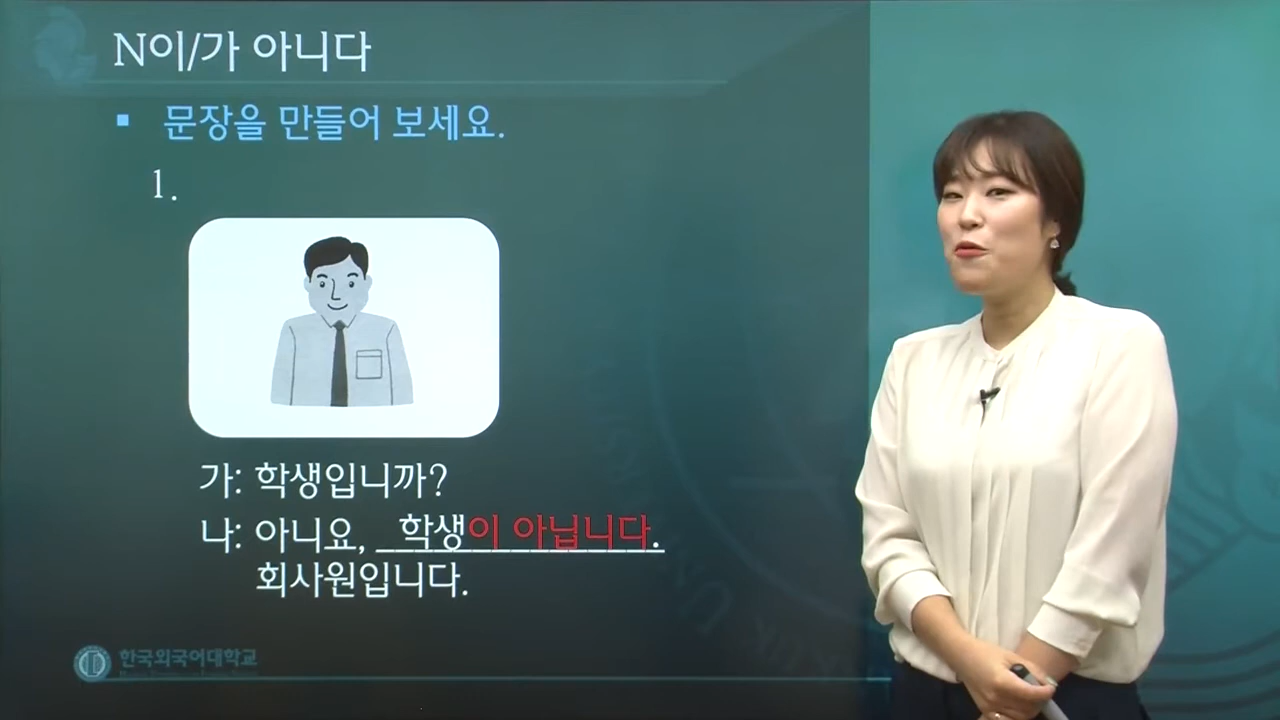 N이/가 아니다
▪ 문장을 만들어 보세요.
1.
가: 학생입니까?
나: 아니요, 학생이 아닙니다.
회사원입니다.
한국외국어대학교